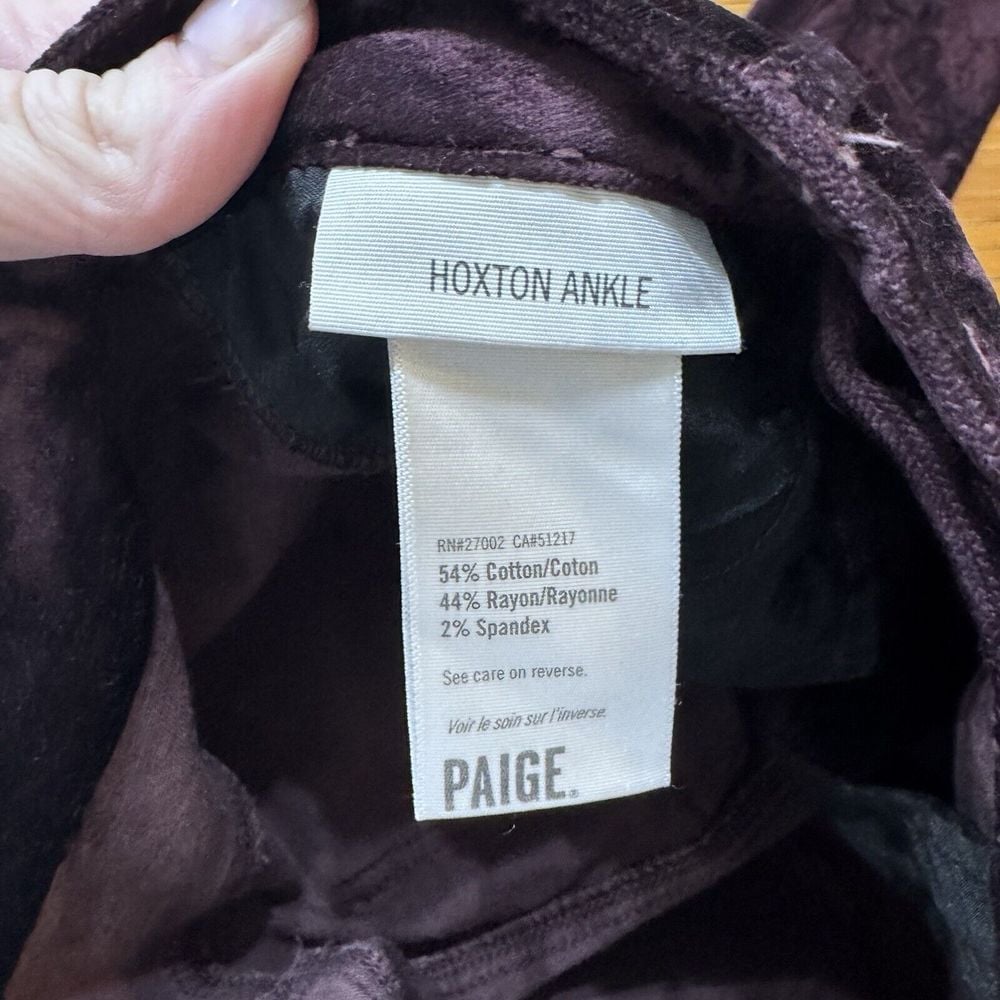 HOXTON ANKLE
RN#27002 CA#51217
54% Cotton/Coton
44% Rayon/Rayonne
2% Spandex
See care on reverse.
Voir le soin sur l'inverse.
PAIGE®